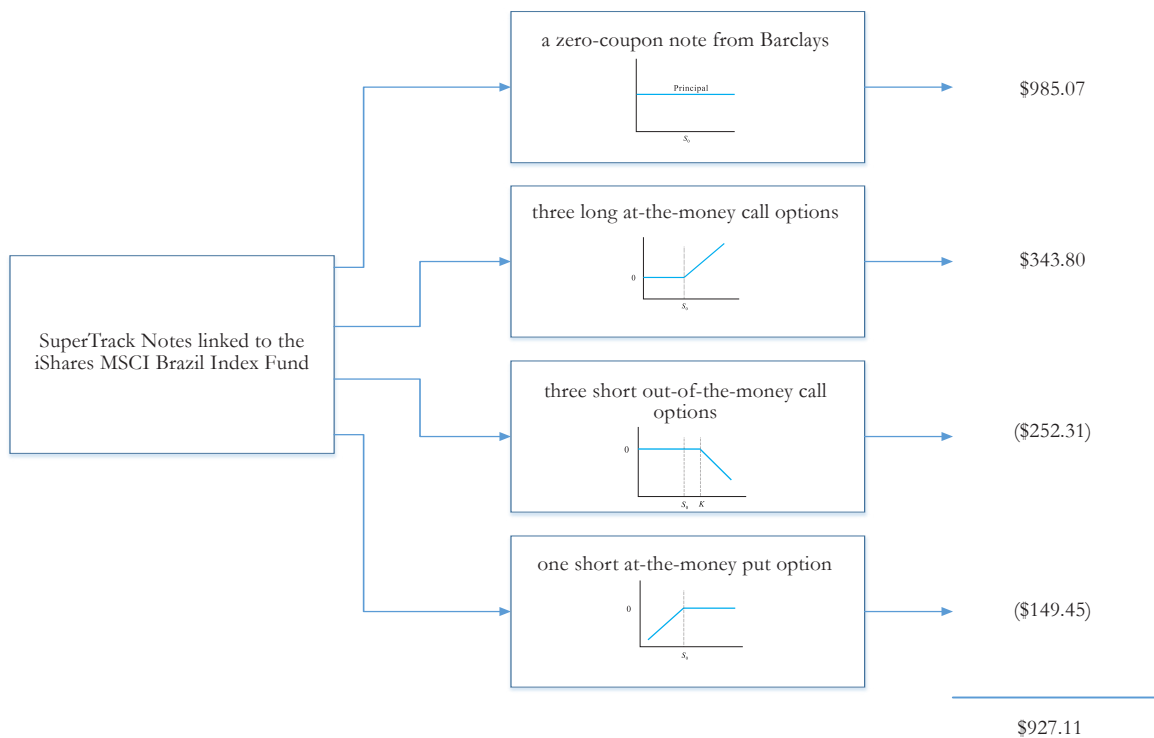 a zero-coupon note from Barclays
Principal
S₀
$985.07
three long at-the-money call options
0
S₀
$343.80
SuperTrack Notes linked to the
iShares MSCI Brazil Index Fund
three short out-of-the-money call
options
0
S₀ K
($252.31)
one short at-the-money put option
0
S₀
($149.45)
$927.11